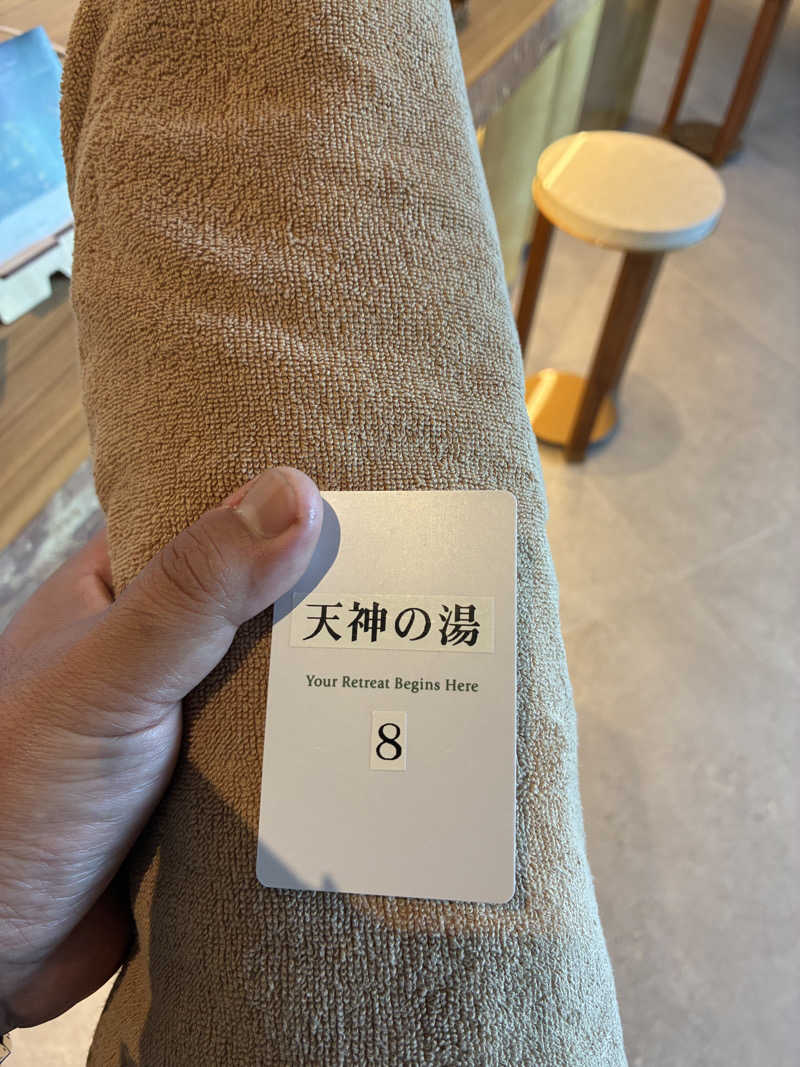 天神の湯
Your Retreat Begins Here
8